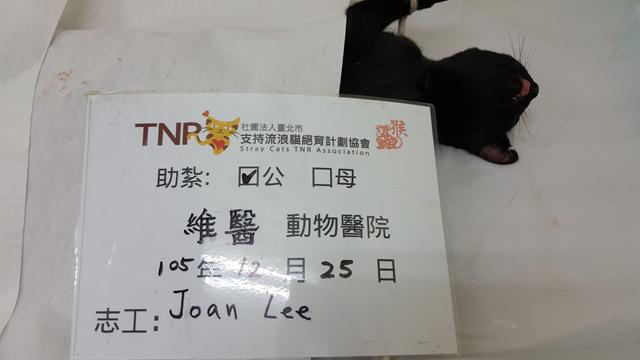 TNR 社團法人臺北市
支持流浪貓絕育計劃協會 猴
Stray Cats TNR Association
助紮: ☑公 ☐母
維醫 動物醫院
105年 12 月 25 日
志工: Joan Lee